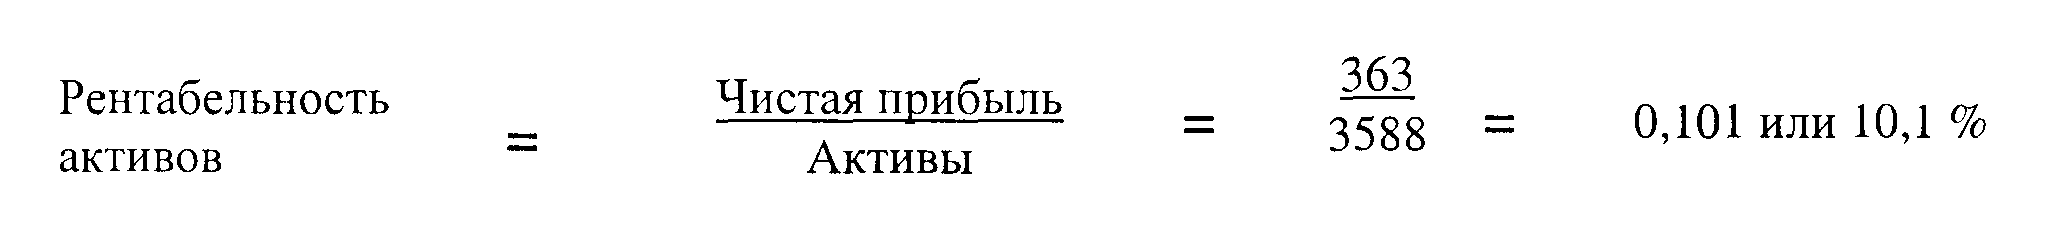 Рентабельность
активов
=
Чистая прибыль
Активы
=
363
3588
=
0,101 или 10,1 %